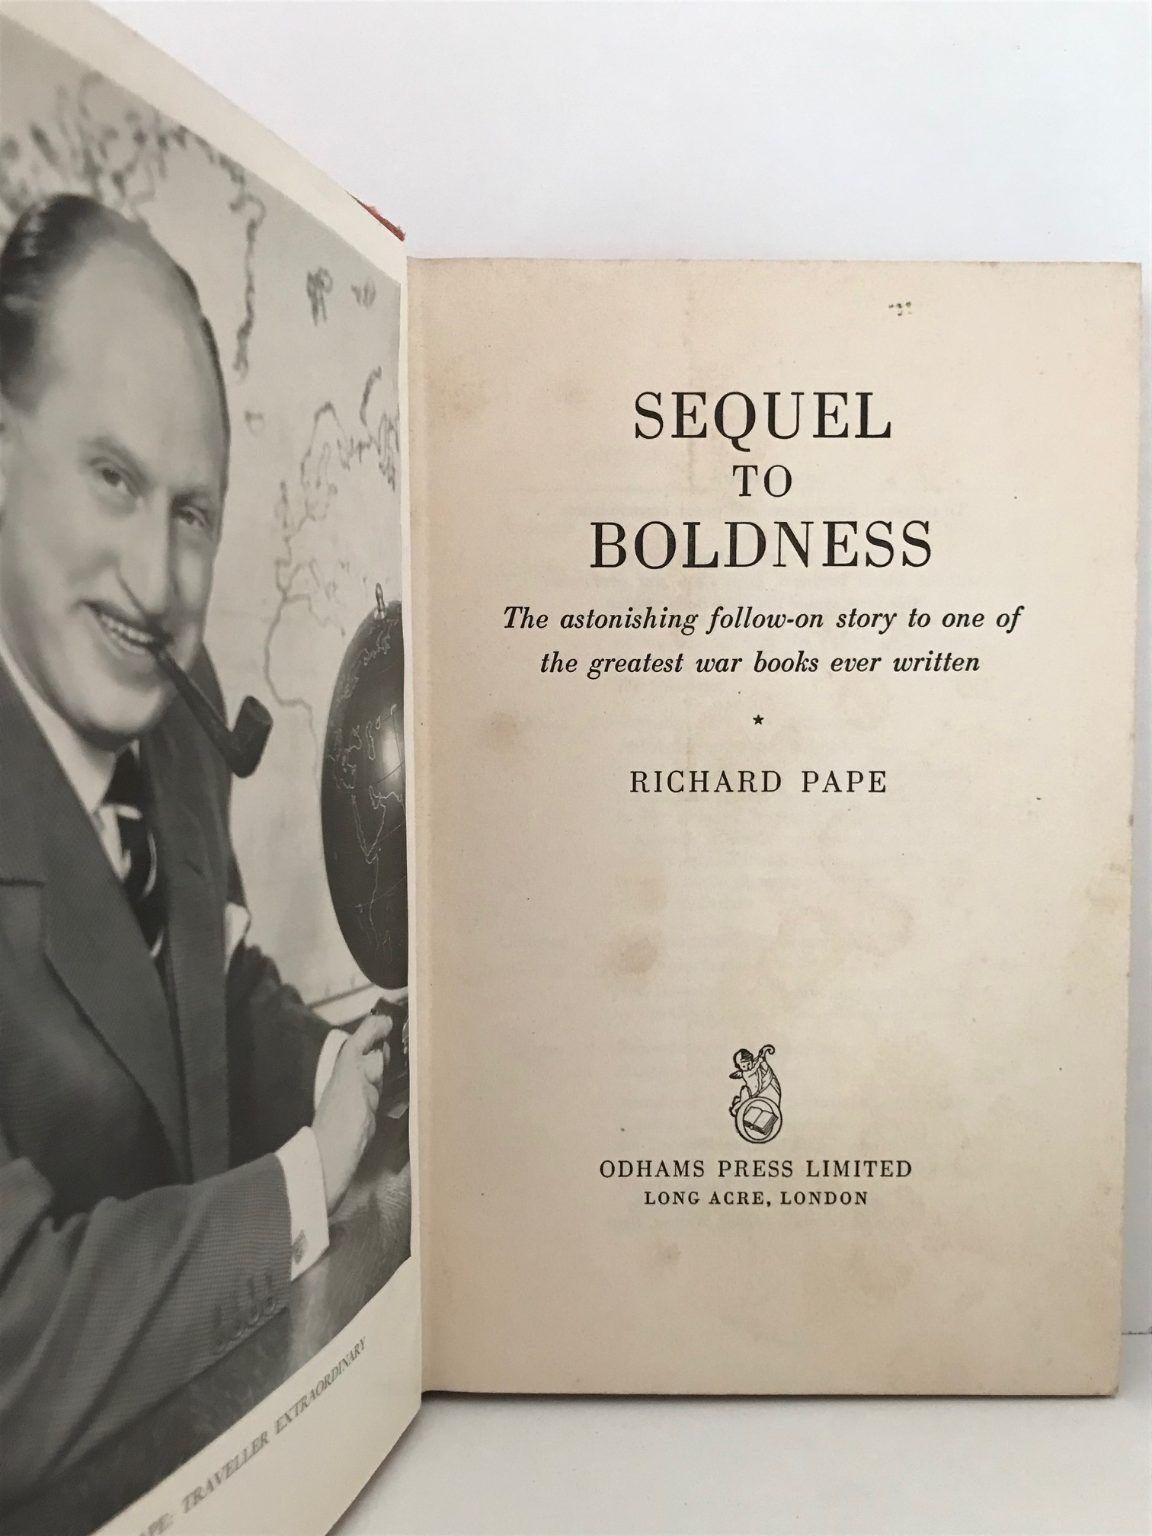 APE: TRAVELLER EXTRAORDINARY
SEQUEL
TO
BOLDNESS
The astonishing follow-on story to one of
the greatest war books ever written
★
RICHARD PAPE
ODHAMS PRESS LIMITED
LONG ACRE, LONDON